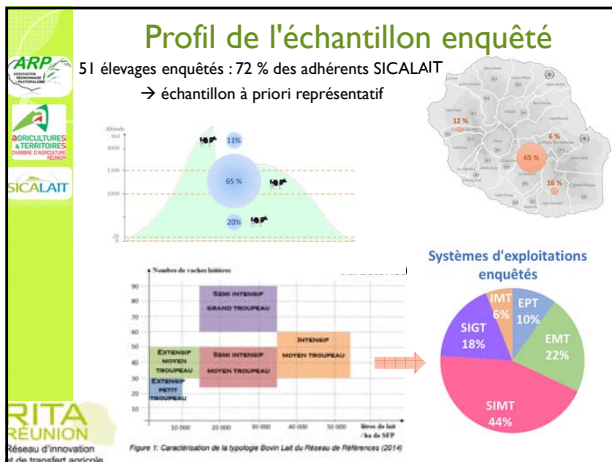 Profil de l'échantillon enquêté
51 élevages enquêtés : 72 % des adhérents SICALAIT
→ échantillon à priori représentatif
ARP
AGRICULTURES
& TERRITOIRES
CHAMBRE D'AGRICULTURE
RÉUNION
SICALAIT
Altitude
2000
1500
1000
0
11%
65 %
20%
12 %
6 %
65 %
16 %
Nombre de vaches laitières
90
80
70
60
50
40
30
20
10
SEMI INTENSIF
GRAND TROUPEAU
EXTENSIF
MOYEN
TROUPEAU
SEMI INTENSIF
MOYEN TROUPEAU
INTENSIF
MOYEN TROUPEAU
EXTENSIF
PETIT
TROUPEAU
10 000
20 000
30 000
40 000
50 000
litres de lait
/ ha de SFP
Figure 1: Caractérisation de la typologie Bovin Lait du Réseau de Références (2014)
Systèmes d'exploitations
enquêtés
IMT
6%
EPT
10%
SIGT
18%
EMT
22%
SIMT
44%
RITA
RÉUNION
Réseau d'innovation
et de transfert agricole